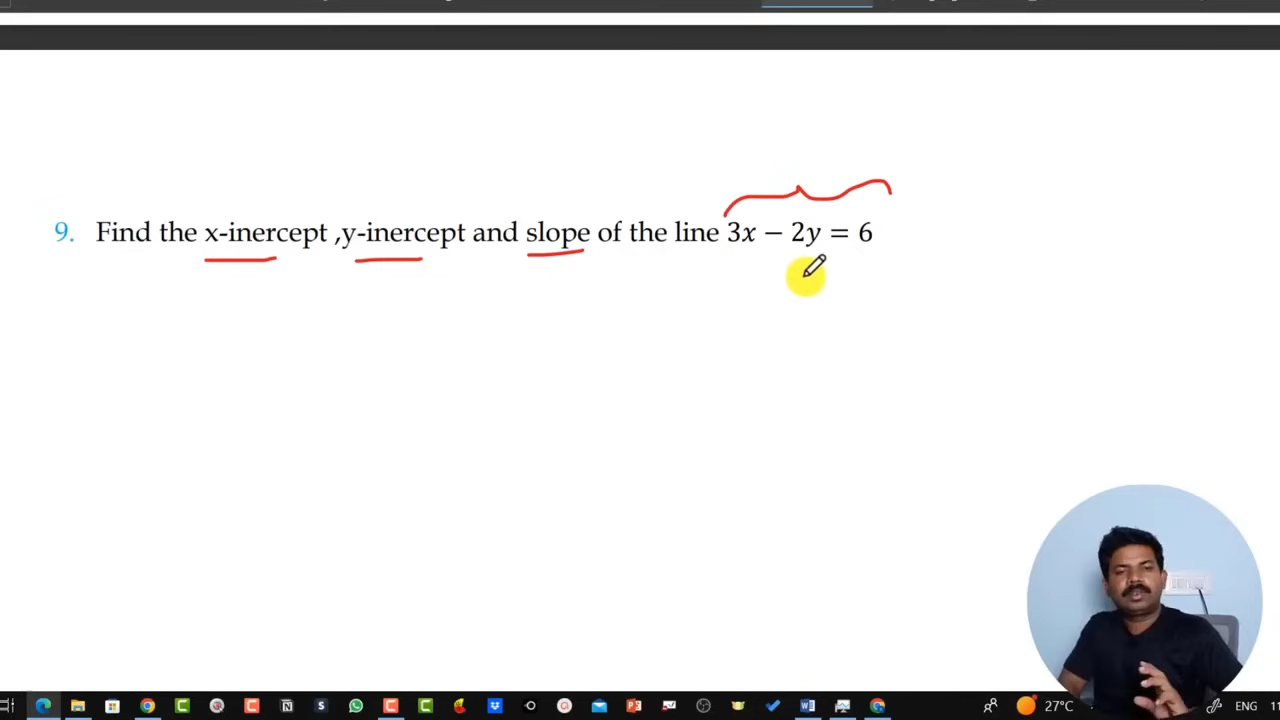 9. Find the x-inercept ,y-inercept and slope of the line 3x − 2y = 6
27°C
ENG